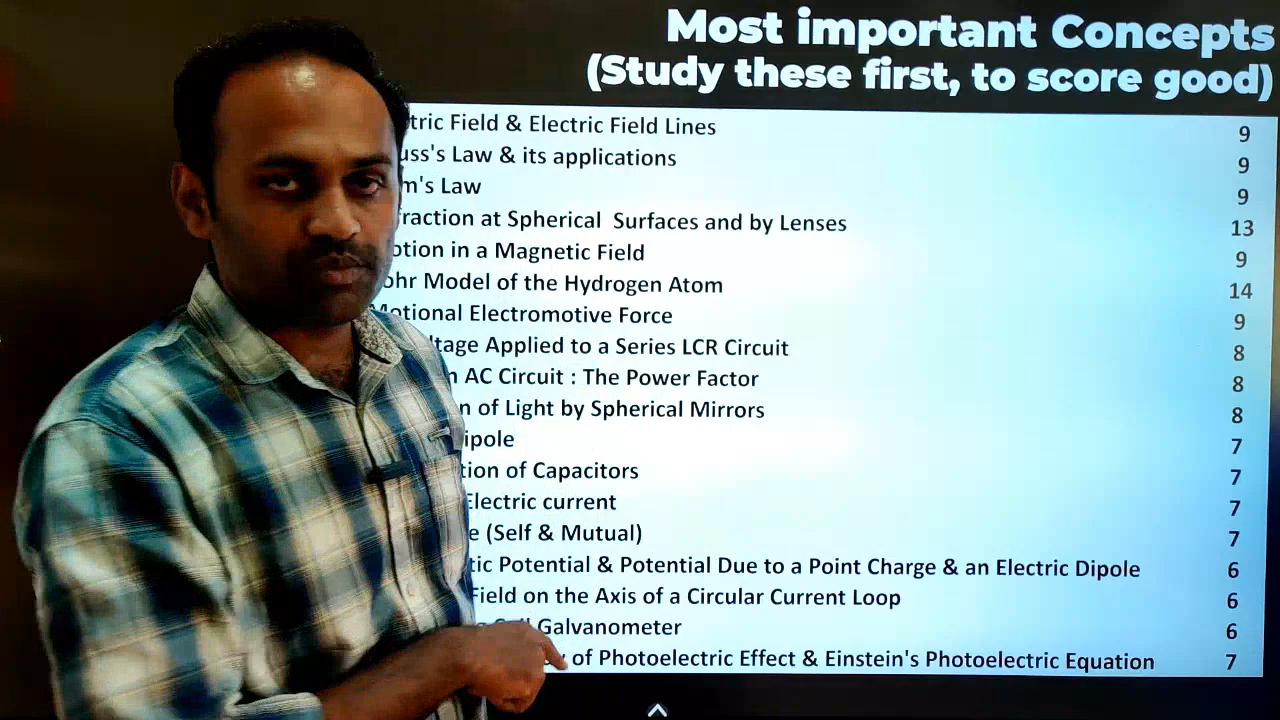 Most important Concepts
(Study these first, to score good)
tric Field & Electric Field Lines 9
uss's Law & its applications 9
m's Law 9
fraction at Spherical Surfaces and by Lenses 13
otion in a Magnetic Field 9
ohr Model of the Hydrogen Atom 14
Motional Electromotive Force 9
tage Applied to a Series LCR Circuit 8
n AC Circuit : The Power Factor 8
n of Light by Spherical Mirrors 8
ipole 7
tion of Capacitors 7
Electric current 7
e (Self & Mutual) 7
tic Potential & Potential Due to a Point Charge & an Electric Dipole 6
Field on the Axis of a Circular Current Loop 6
Galvanometer 6
of Photoelectric Effect & Einstein's Photoelectric Equation 7